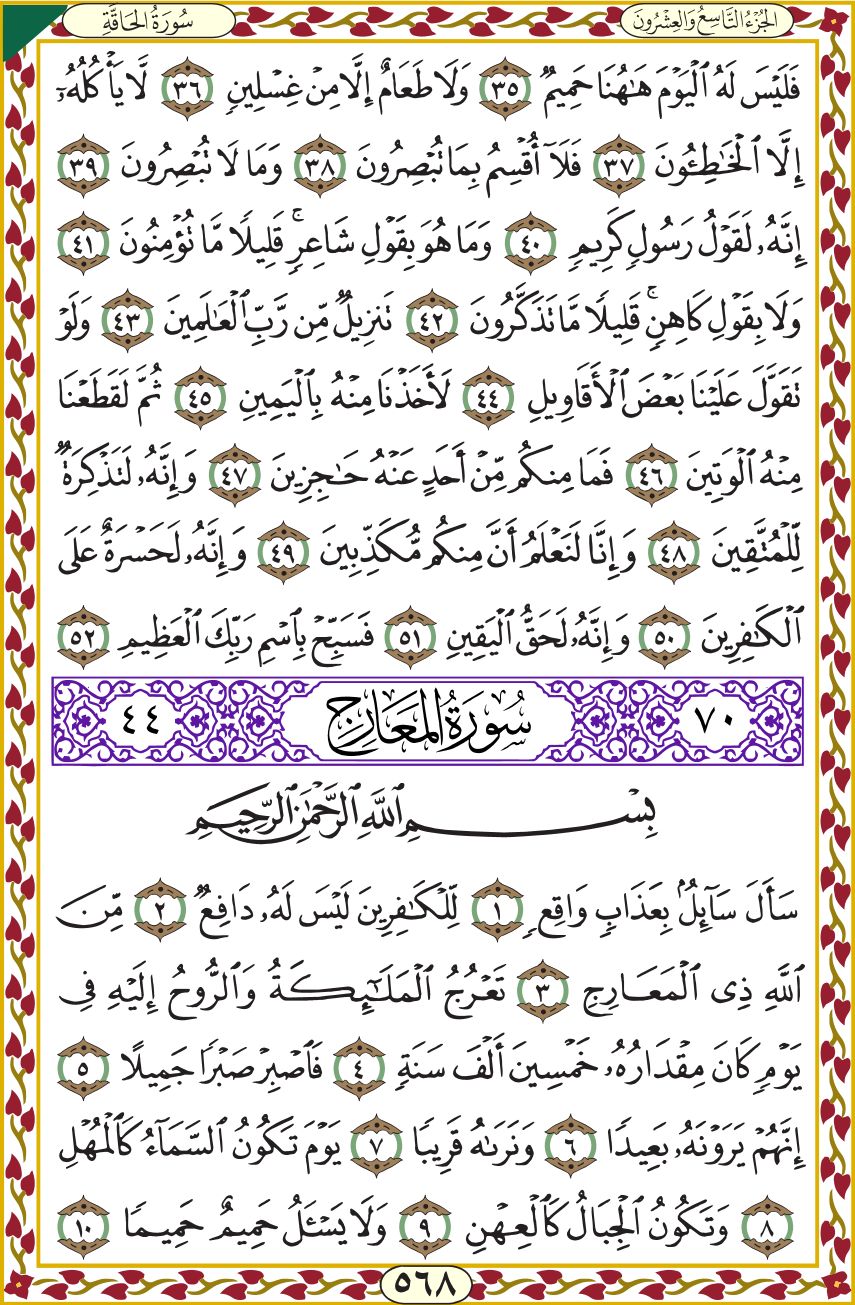 الجُزْءُ التَّاسِعُ وَالعِشْرُونَ
سُورَةُ الحَاقَّةِ
فَلَيْسَ لَهُ ٱلْيَوْمَ هَـٰهُنَا حَمِيمٌ ٣٥ وَلَا طَعَامٌ إِلَّا مِنْ غِسْلِينٍ ٣٦ لَّا يَأْكُلُهُۥٓ
إِلَّا ٱلْخَـٰطِـُٔونَ ٣٧ فَلَآ أُقْسِمُ بِمَا تُبْصِرُونَ ٣٨ وَمَا لَا تُبْصِرُونَ ٣٩
إِنَّهُۥ لَقَوْلُ رَسُولٍ كَرِيمٍ ٤٠ وَمَا هُوَ بِقَوْلِ شَاعِرٍ ۚ قَلِيلًا مَّا تُؤْمِنُونَ ٤١
وَلَا بِقَوْلِ كَاهِنٍ ۚ قَلِيلًا مَّا تَذَكَّرُونَ ٤٢ تَنزِيلٌ مِّن رَّبِّ ٱلْعَـٰلَمِينَ ٤٣ وَلَوْ
تَقَوَّلَ عَلَيْنَا بَعْضَ ٱلْأَقَاوِيلِ ٤٤ لَأَخَذْنَا مِنْهُ بِٱلْيَمِينِ ٤٥ ثُمَّ لَقَطَعْنَا
مِنْهُ ٱلْوَتِينَ ٤٦ فَمَا مِنكُم مِّنْ أَحَدٍ عَنْهُ حَـٰجِزِينَ ٤٧ وَإِنَّهُۥ لَتَذْكِرَةٌ
لِّلْمُتَّقِينَ ٤٨ وَإِنَّا لَنَعْلَمُ أَنَّ مِنكُم مُّكَذِّبِينَ ٤٩ وَإِنَّهُۥ لَحَسْرَةٌ عَلَى
ٱلْكَـٰفِرِينَ ٥٠ وَإِنَّهُۥ لَحَقُّ ٱلْيَقِينِ ٥١ فَسَبِّحْ بِٱسْمِ رَبِّكَ ٱلْعَظِيمِ ٥٢
٧٠ سُورَةُ المَعَارِجِ ٤٤
بِسْمِ ٱللَّهِ ٱلرَّحْمَـٰنِ ٱلرَّحِيمِ
سَأَلَ سَآئِلٌۢ بِعَذَابٍ وَاقِعٍ ١ لِّلْكَـٰفِرِينَ لَيْسَ لَهُۥ دَافِعٌ ٢ مِّنَ
ٱللَّهِ ذِى ٱلْمَعَارِجِ ٣ تَعْرُجُ ٱلْمَلَـٰٓئِكَةُ وَٱلرُّوحُ إِلَيْهِ فِى
يَوْمٍ كَانَ مِقْدَارُهُۥ خَمْسِينَ أَلْفَ سَنَةٍ ٤ فَٱصْبِرْ صَبْرًا جَمِيلًا ٥
إِنَّهُمْ يَرَوْنَهُۥ بَعِيدًا ٦ وَنَرَىٰهُ قَرِيبًا ٧ يَوْمَ تَكُونُ ٱلسَّمَآءُ كَٱلْمُهْلِ
٨ وَتَكُونُ ٱلْجِبَالُ كَٱلْعِهْنِ ٩ وَلَا يَسْـَٔلُ حَمِيمٌ حَمِيمًا ١٠
٥٦٨